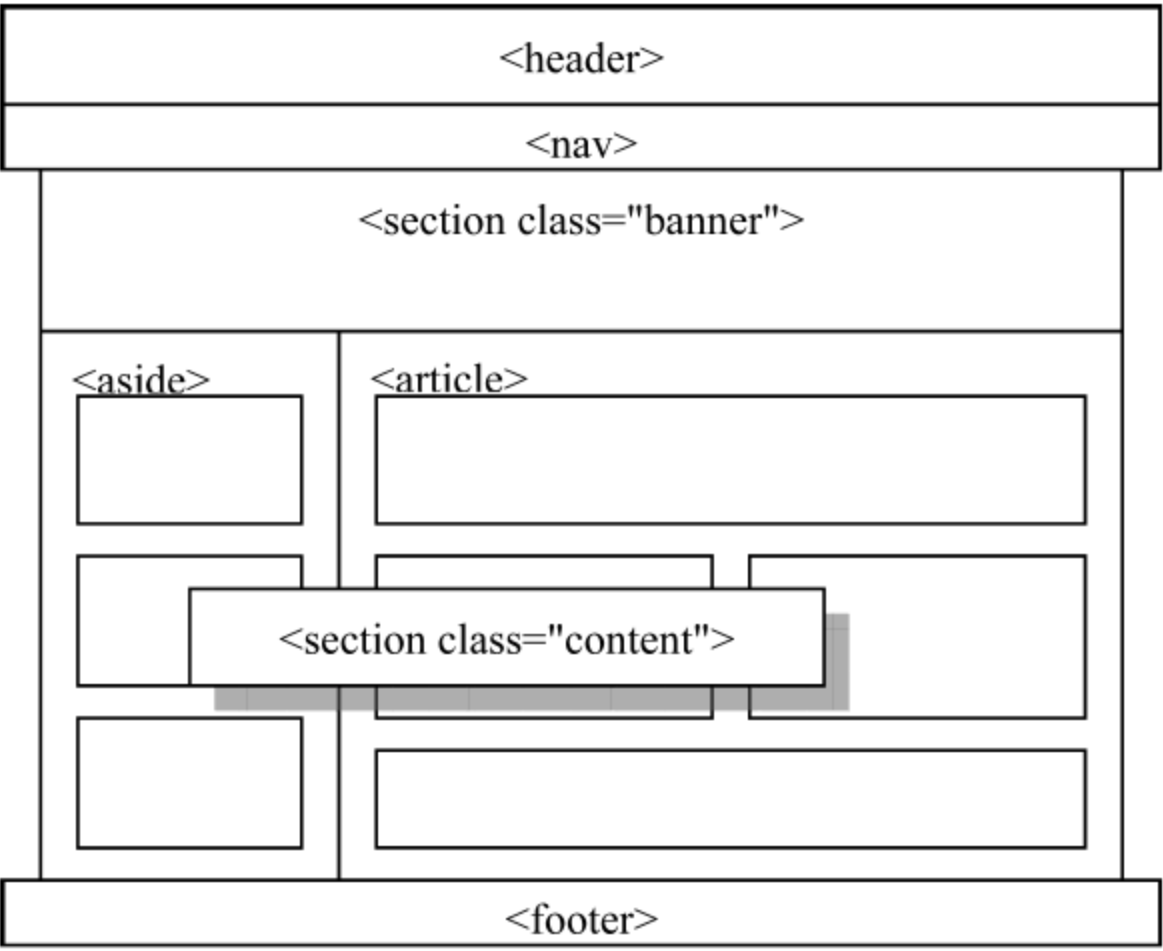 <header>
<nav>
<section class="banner">
<aside>
<article>
<section class="content">
<footer>